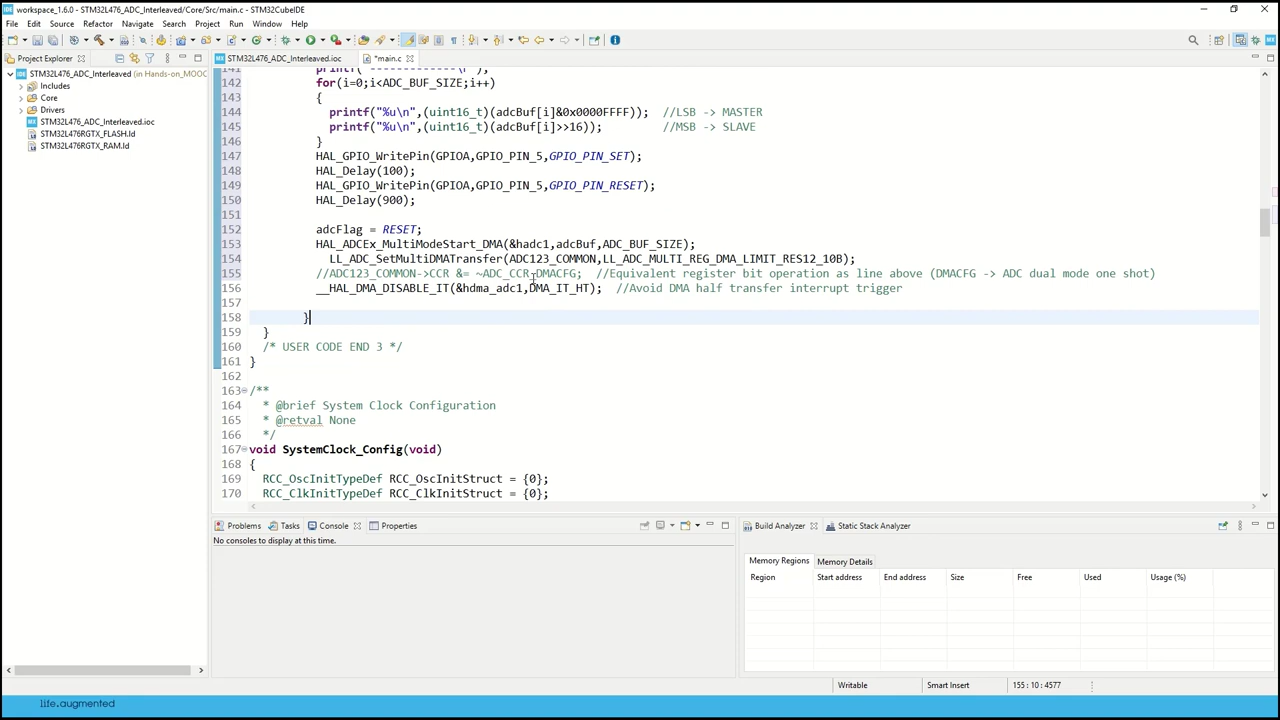 workspace_1.6.0 - STM32L476_ADC_Interleaved/Core/Src/main.c - STM32CubeIDE
File Edit Source Refactor Navigate Search Project Run Window Help
Project Explorer
STM32L476_ADC_Interleaved.ioc
*main.c
STM32L476_ADC_Interleaved (in Hands-on_MOOC
Includes
Core
Drivers
STM32L476_ADC_Interleaved.ioc
STM32L476RGTX_FLASH.ld
STM32L476RGTX_RAM.ld
142 for(i=0;i<ADC_BUF_SIZE;i++)
143 {
144 printf("%u\n",(uint16_t)(adcBuf[i]&0x0000FFFF)); //LSB -> MASTER
145 printf("%u\n",(uint16_t)(adcBuf[i]>>16)); //MSB -> SLAVE
146 }
147 HAL_GPIO_WritePin(GPIOA,GPIO_PIN_5,GPIO_PIN_SET);
148 HAL_Delay(100);
149 HAL_GPIO_WritePin(GPIOA,GPIO_PIN_5,GPIO_PIN_RESET);
150 HAL_Delay(900);
151
152 adcFlag = RESET;
153 HAL_ADCEx_MultiModeStart_DMA(&hadc1,adcBuf,ADC_BUF_SIZE);
154 LL_ADC_SetMultiDMATransfer(ADC123_COMMON,LL_ADC_MULTI_REG_DMA_LIMIT_RES12_10B);
155 //ADC123_COMMON->CCR &= ~ADC_CCR_DMACFG; //Equivalent register bit operation as line above (DMACFG -> ADC dual mode one shot)
156 __HAL_DMA_DISABLE_IT(&hdma_adc1,DMA_IT_HT); //Avoid DMA half transfer interrupt trigger
157
158 }
159 }
160 /* USER CODE END 3 */
161 }
162
163 /**
164 * @brief System Clock Configuration
165 * @retval None
166 */
167 void SystemClock_Config(void)
168 {
169 RCC_OscInitTypeDef RCC_OscInitStruct = {0};
170 RCC_ClkInitTypeDef RCC_ClkInitStruct = {0};
Problems Tasks Console Properties
No consoles to display at this time.
Build Analyzer Static Stack Analyzer
Memory Regions Memory Details
Region Start address End address Size Free Used Usage (%)
Writable Smart Insert 155 : 10 : 4577
life.augmented